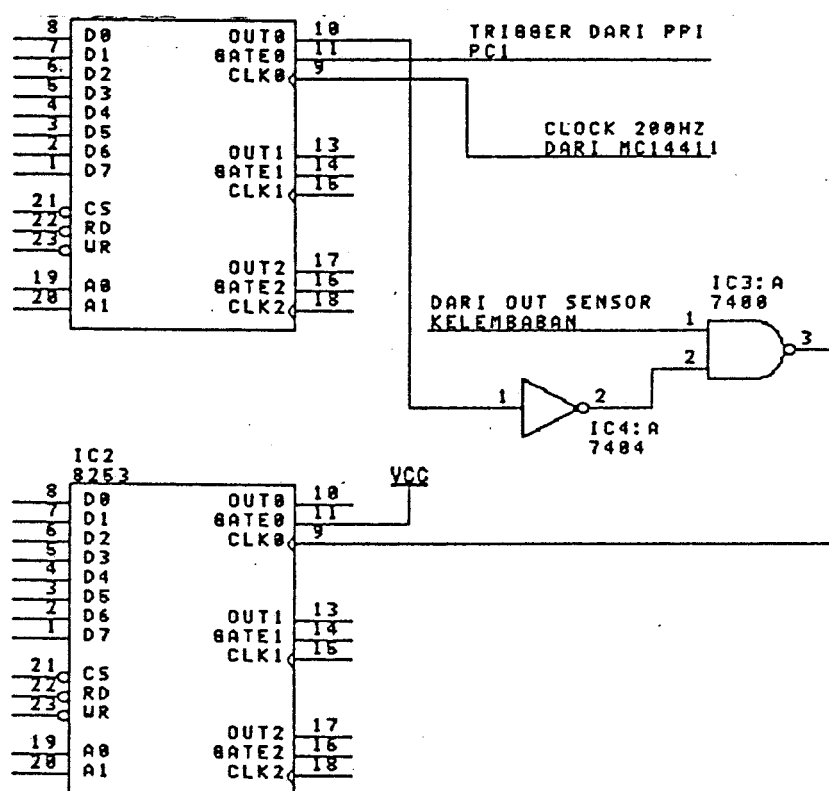 8 D0 OUT0 10
7 D1 GATE0 11
6 D2 CLK0 9
5 D3
4 D4
3 D5
2 D6 OUT1 13
1 D7 GATE1 14
CLK1 15
21 CS
22 RD
23 WR
OUT2 17
19 A0 GATE2 16
20 A1 CLK2 18
TRIGGER DARI PPI
PC1
CLOCK 200HZ
DARI MC14411
DARI OUT SENSOR
KELEMBABAN
1
2
3
IC3:A
7400
1
2
IC4:A
7404
IC2
8253
VCC
8 D0 OUT0 10
7 D1 GATE0 11
6 D2 CLK0 9
5 D3
4 D4
3 D5
2 D6 OUT1 13
1 D7 GATE1 14
CLK1 15
21 CS
22 RD
23 WR
OUT2 17
19 A0 GATE2 16
20 A1 CLK2 18